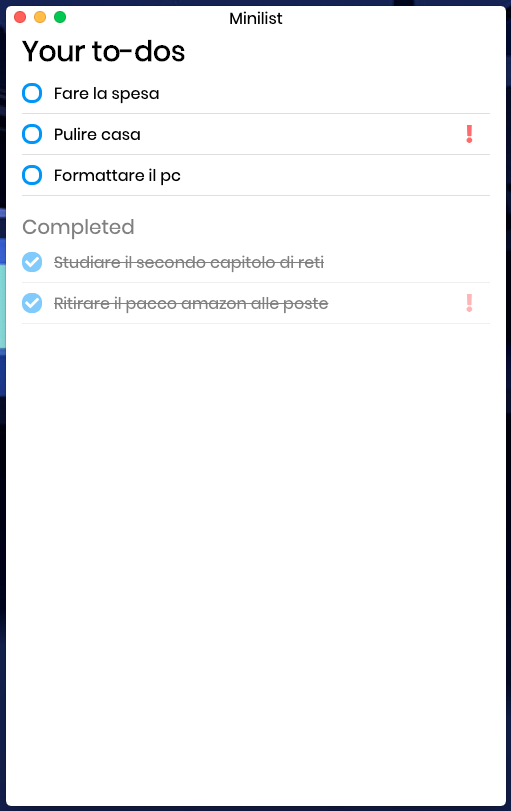 Minilist
Your to-dos
Fare la spesa
Pulire casa
Formattare il pc
Completed
Studiare il secondo capitolo di reti
Ritirare il pacco amazon alle poste